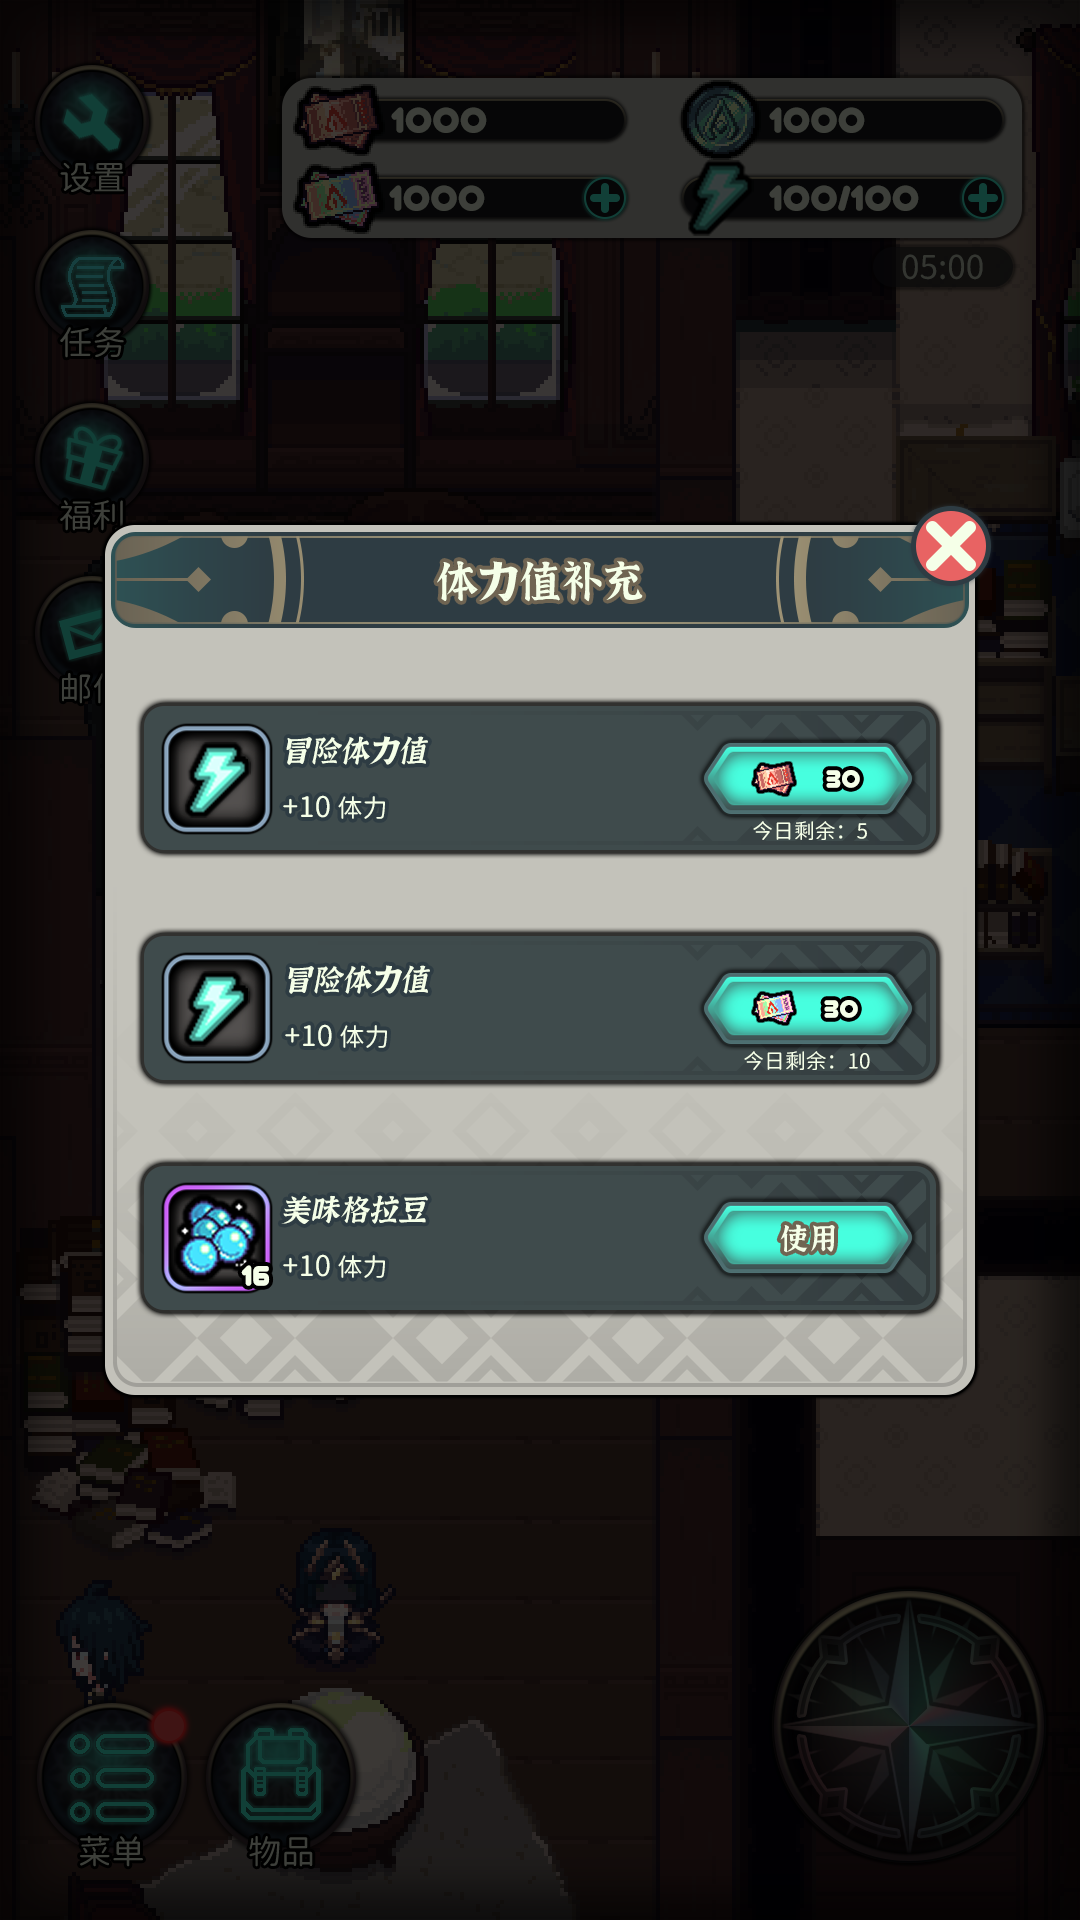 1000
1000
设置
1000
100/100
05:00
任务
福利
体力值补充
邮
冒险体力值
+10 体力
30
今日剩余：5
冒险体力值
+10 体力
30
今日剩余：10
美味格拉豆
16
+10 体力
使用
菜单
物品